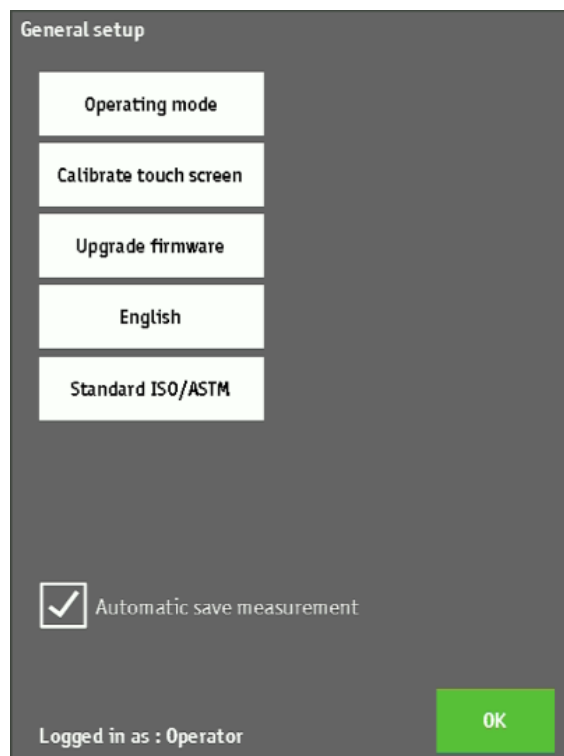 General setup
Operating mode
Calibrate touch screen
Upgrade firmware
English
Standard ISO/ASTM
Automatic save measurement
OK
Logged in as : Operator